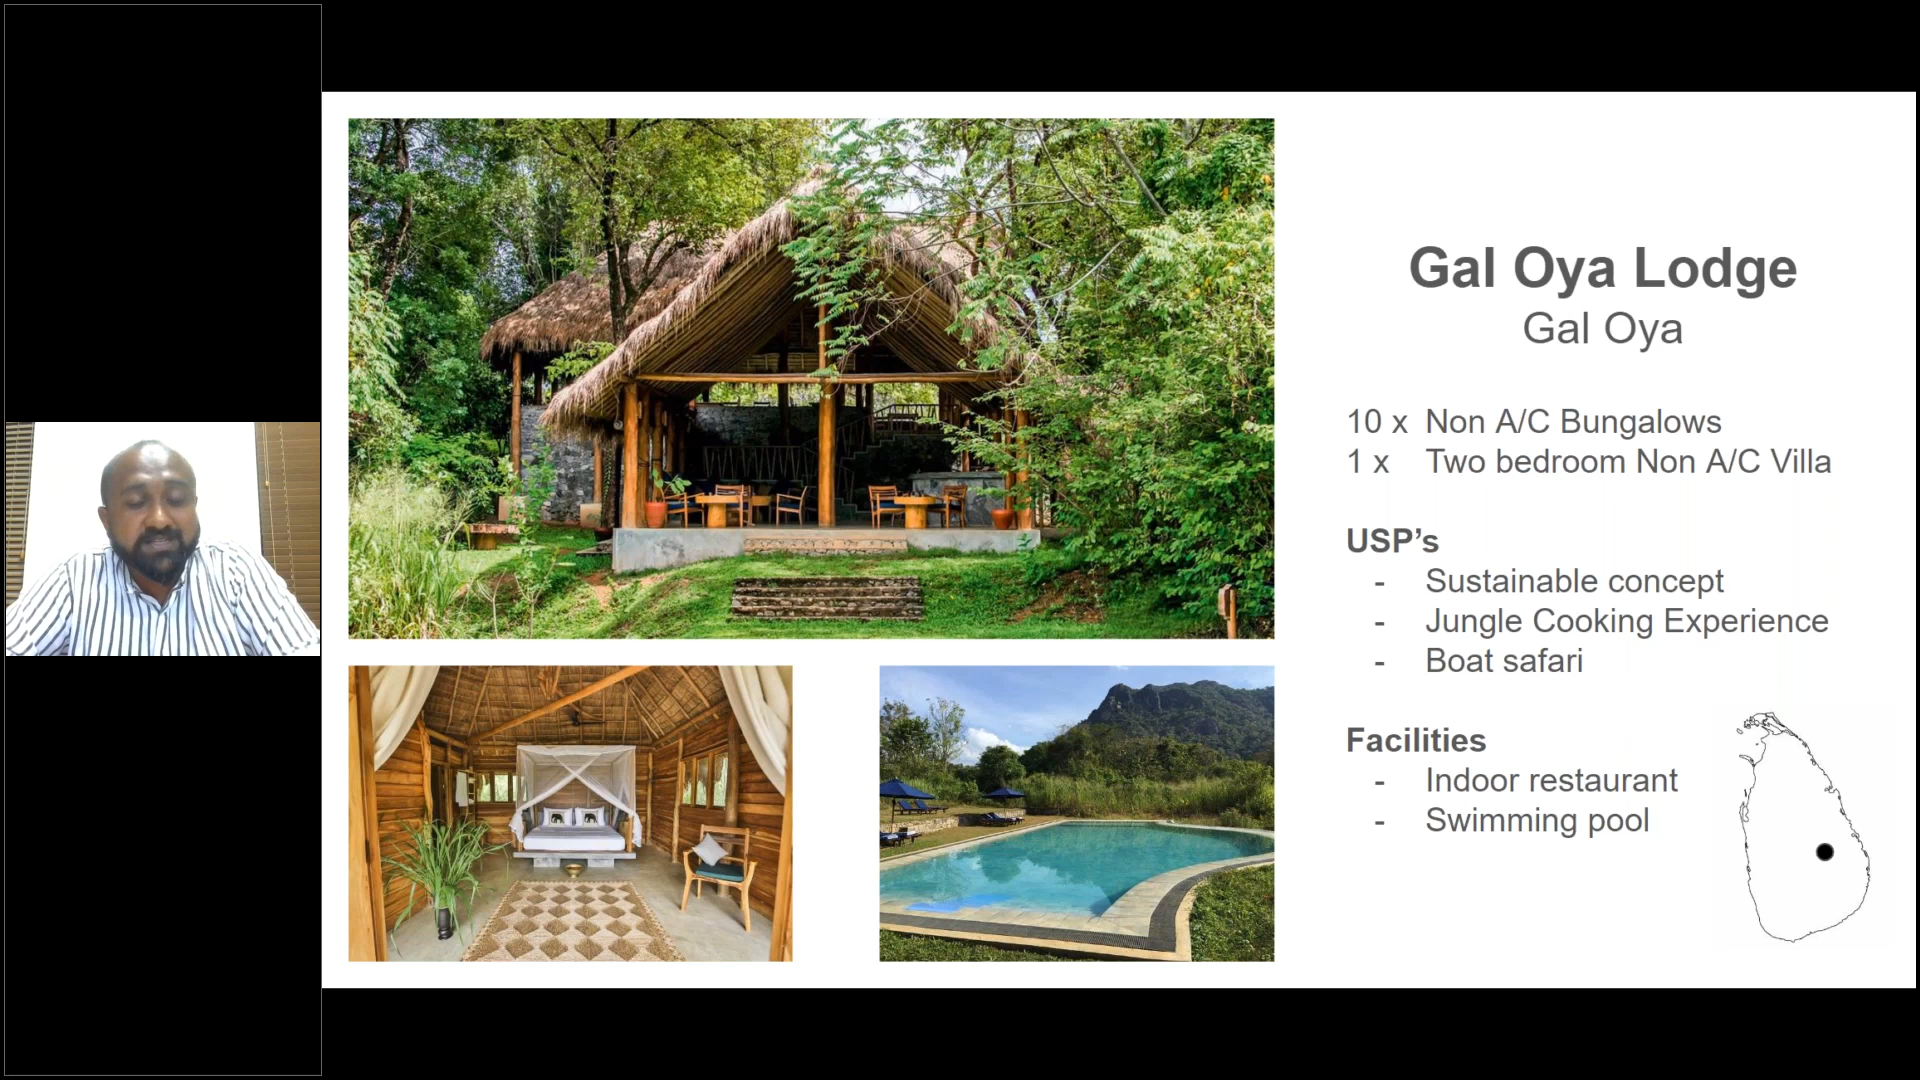 Gal Oya Lodge
Gal Oya
10 x Non A/C Bungalows
1 x Two bedroom Non A/C Villa
USP’s
- Sustainable concept
- Jungle Cooking Experience
- Boat safari
Facilities
- Indoor restaurant
- Swimming pool